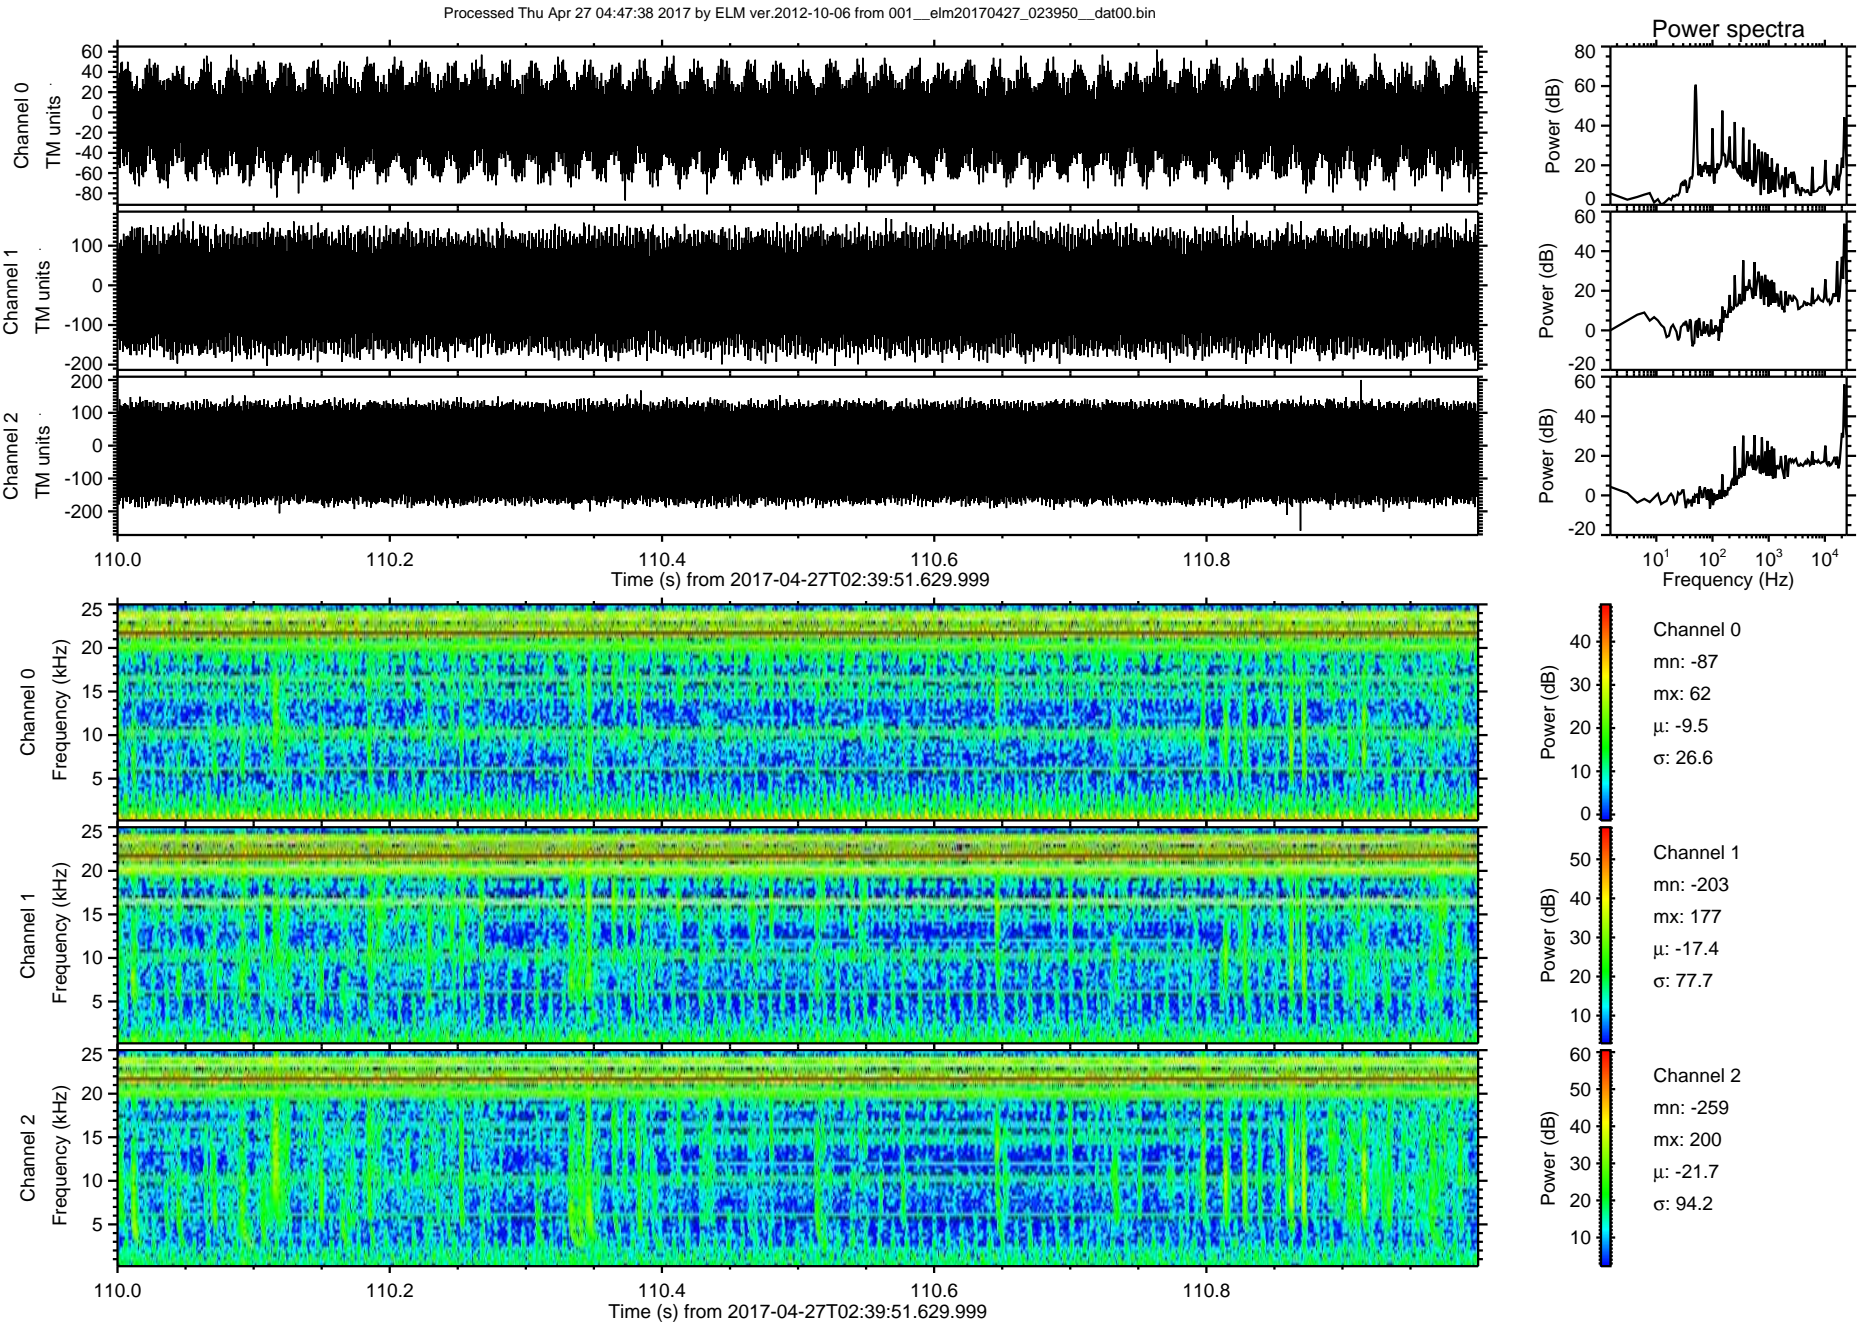 Processed Thu Apr 27 04:47:38 2017 by ELM ver.2012-10-06 from 001__elm20170427_023950__dat00.bin
Power spectra
Channel 0
TM units
60
40
20
0
-20
-40
-60
-80
Power (dB)
80
60
40
20
0
Channel 1
TM units
100
0
-100
-200
Power (dB)
60
40
20
0
-20
Channel 2
TM units
200
100
0
-100
-200
Power (dB)
60
40
20
0
-20
110.0 110.2 110.4 110.6 110.8
Time (s) from 2017-04-27T02:39:51.629.999
10^1 10^2 10^3 10^4
Frequency (Hz)
Channel 0
Frequency (kHz)
25
20
15
10
5
Power (dB)
40
30
20
10
0
Channel 0
mn: -87
mx: 62
μ: -9.5
σ: 26.6
Channel 1
Frequency (kHz)
25
20
15
10
5
Power (dB)
50
40
30
20
10
Channel 1
mn: -203
mx: 177
μ: -17.4
σ: 77.7
Channel 2
Frequency (kHz)
25
20
15
10
5
Power (dB)
60
50
40
30
20
10
Channel 2
mn: -259
mx: 200
μ: -21.7
σ: 94.2
110.0 110.2 110.4 110.6 110.8
Time (s) from 2017-04-27T02:39:51.629.999